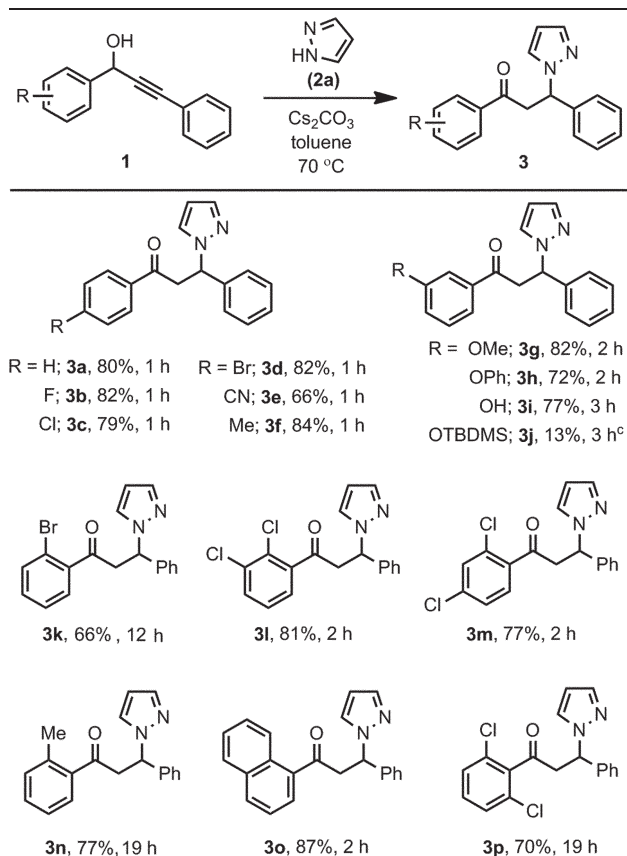 OH
R
1
N
HN
(2a)
Cs₂CO₃
toluene
70 °C
N
N
O
R
3
N
N
O
R
R = H; 3a, 80%, 1 h
F; 3b, 82%, 1 h
Cl; 3c, 79%, 1 h
R = Br; 3d, 82%, 1 h
CN; 3e, 66%, 1 h
Me; 3f, 84%, 1 h
N
N
O
R
R = OMe; 3g, 82%, 2 h
OPh; 3h, 72%, 2 h
OH; 3i, 77%, 3 h
OTBDMS; 3j, 13%, 3 hᶜ
Br
O
N
N
Ph
3k, 66% , 12 h
Cl
Cl
O
N
N
Ph
3l, 81%, 2 h
Cl
Cl
O
N
N
Ph
3m, 77%, 2 h
Me
O
N
N
Ph
3n, 77%, 19 h
O
N
N
Ph
3o, 87%, 2 h
Cl
O
Cl
N
N
Ph
3p, 70%, 19 h